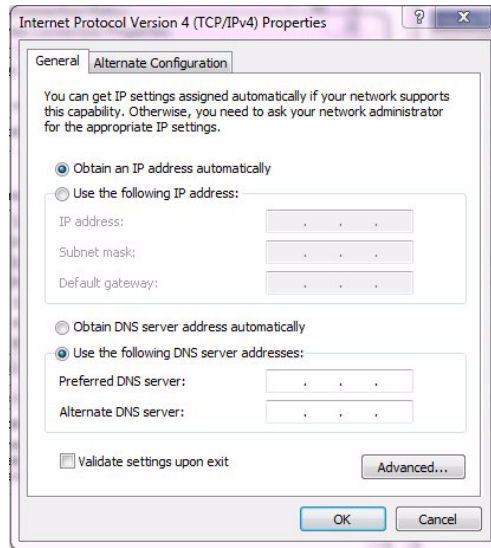 Internet Protocol Version 4 (TCP/IPv4) Properties
General
Alternate Configuration
You can get IP settings assigned automatically if your network supports
this capability. Otherwise, you need to ask your network administrator
for the appropriate IP settings.
Obtain an IP address automatically
Use the following IP address:
IP address:
Subnet mask:
Default gateway:
Obtain DNS server address automatically
Use the following DNS server addresses:
Preferred DNS server:
Alternate DNS server:
Validate settings upon exit
Advanced...
OK
Cancel